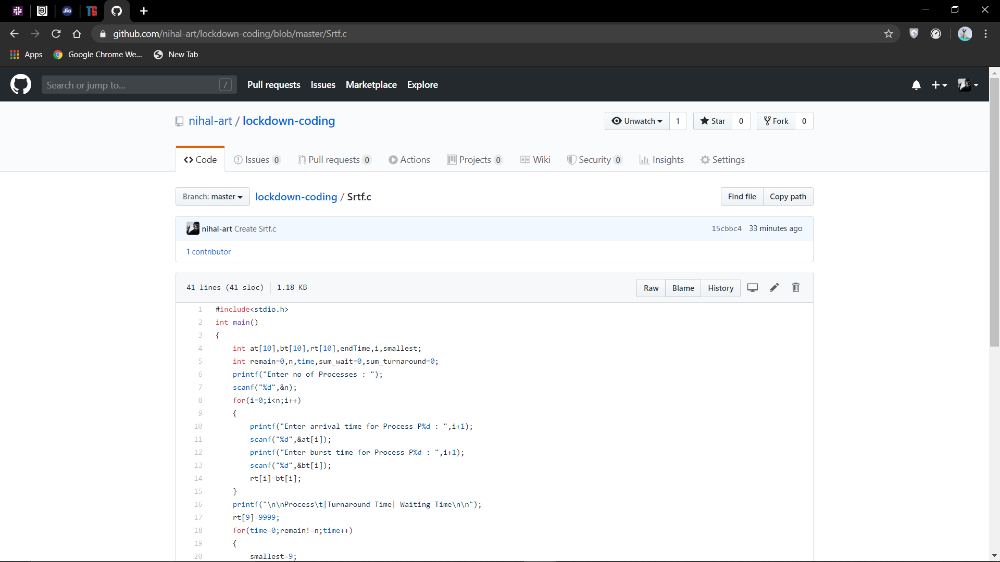 Jio
TG
github.com/nihal-art/lockdown-coding/blob/master/Srtf.c
Apps Google Chrome We... New Tab
Search or jump to... / Pull requests Issues Marketplace Explore
nihal-art / lockdown-coding Unwatch 1 Star 0 Fork 0
Code Issues 0 Pull requests 0 Actions Projects 0 Wiki Security 0 Insights Settings
Branch: master lockdown-coding / Srtf.c Find file Copy path
nihal-art Create Srtf.c 15cbbc4 33 minutes ago
1 contributor
41 lines (41 sloc) 1.18 KB Raw Blame History
1 #include<stdio.h>
2 int main()
3 {
4     int at[10],bt[10],rt[10],endTime,i,smallest;
5     int remain=0,n,time,sum_wait=0,sum_turnaround=0;
6     printf("Enter no of Processes : ");
7     scanf("%d",&n);
8     for(i=0;i<n;i++)
9     {
10         printf("Enter arrival time for Process P%d : ",i+1);
11         scanf("%d",&at[i]);
12         printf("Enter burst time for Process P%d : ",i+1);
13         scanf("%d",&bt[i]);
14         rt[i]=bt[i];
15     }
16     printf("\n\nProcess\t|Turnaround Time| Waiting Time\n\n");
17     rt[9]=9999;
18     for(time=0;remain!=n;time++)
19     {
20         smallest=9;